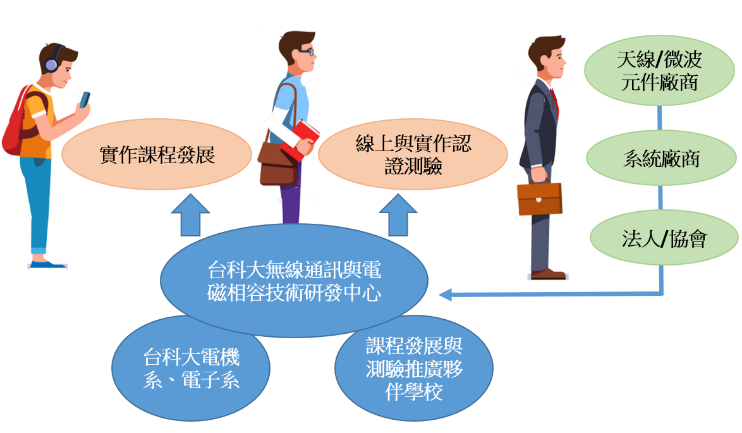 天線/微波
元件廠商
實作課程發展
線上與實作認
證測驗
系統廠商
法人/協會
台科大無線通訊與電
磁相容技術研發中心
台科大電機
系、電子系
課程發展與
測驗推廣夥
伴學校